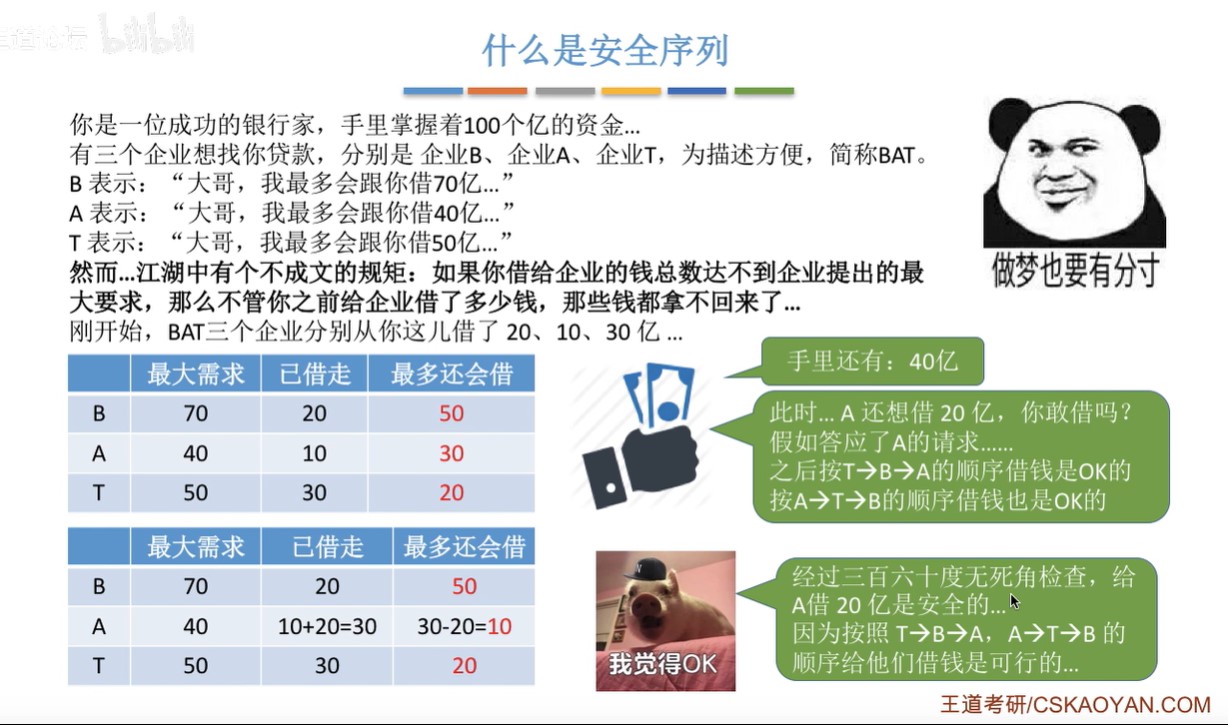 bilibili
什么是安全序列
你是一位成功的银行家，手里掌握着100个亿的资金...
有三个企业想找你贷款，分别是 企业B、企业A、企业T，为描述方便，简称BAT。
B 表示：“大哥，我最多会跟你借70亿...”
A 表示：“大哥，我最多会跟你借40亿...”
T 表示：“大哥，我最多会跟你借50亿...”
然而...江湖中有个不成文的规矩：如果你借给企业的钱总数达不到企业提出的最
大要求，那么不管你之前给企业借了多少钱，那些钱都拿不回来了...
刚开始，BAT三个企业分别从你这儿借了 20、10、30 亿 ...
做梦也要有分寸
最大需求 已借走 最多还会借
B 70 20 50
A 40 10 30
T 50 30 20
手里还有：40亿
此时... A 还想借 20 亿，你敢借吗？
假如答应了A的请求......
之后按T→B→A的顺序借钱是OK的
按A→T→B的顺序借钱也是OK的
最大需求 已借走 最多还会借
B 70 20 50
A 40 10+20=30 30-20=10
T 50 30 20
我觉得OK
经过三百六十度无死角检查，给
A借 20 亿是安全的...
因为按照 T→B→A，A→T→B 的
顺序给他们借钱是可行的...
王道考研/CSKAOYAN.COM